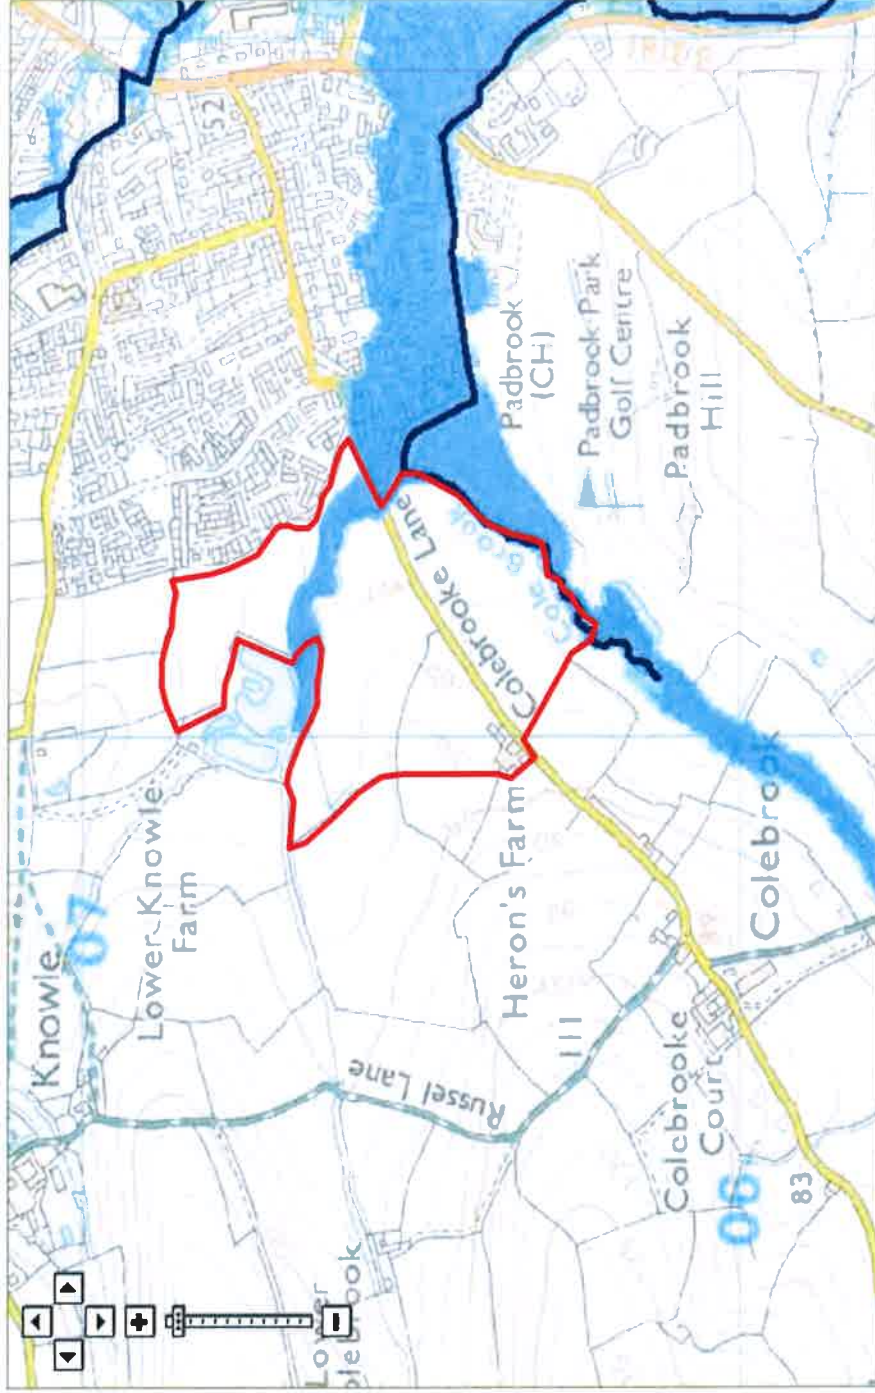 Knowle
07
Lower Knowle
Farm
52
Russel Lane
Heron's Farm
111
Colebrooke Lane
Cole Brook
Padbrook
(CH)
Padbrook Park
Golf Centre
Padbrook
Hill
Colebrooke
Court
Colebrook
06
83
Lower